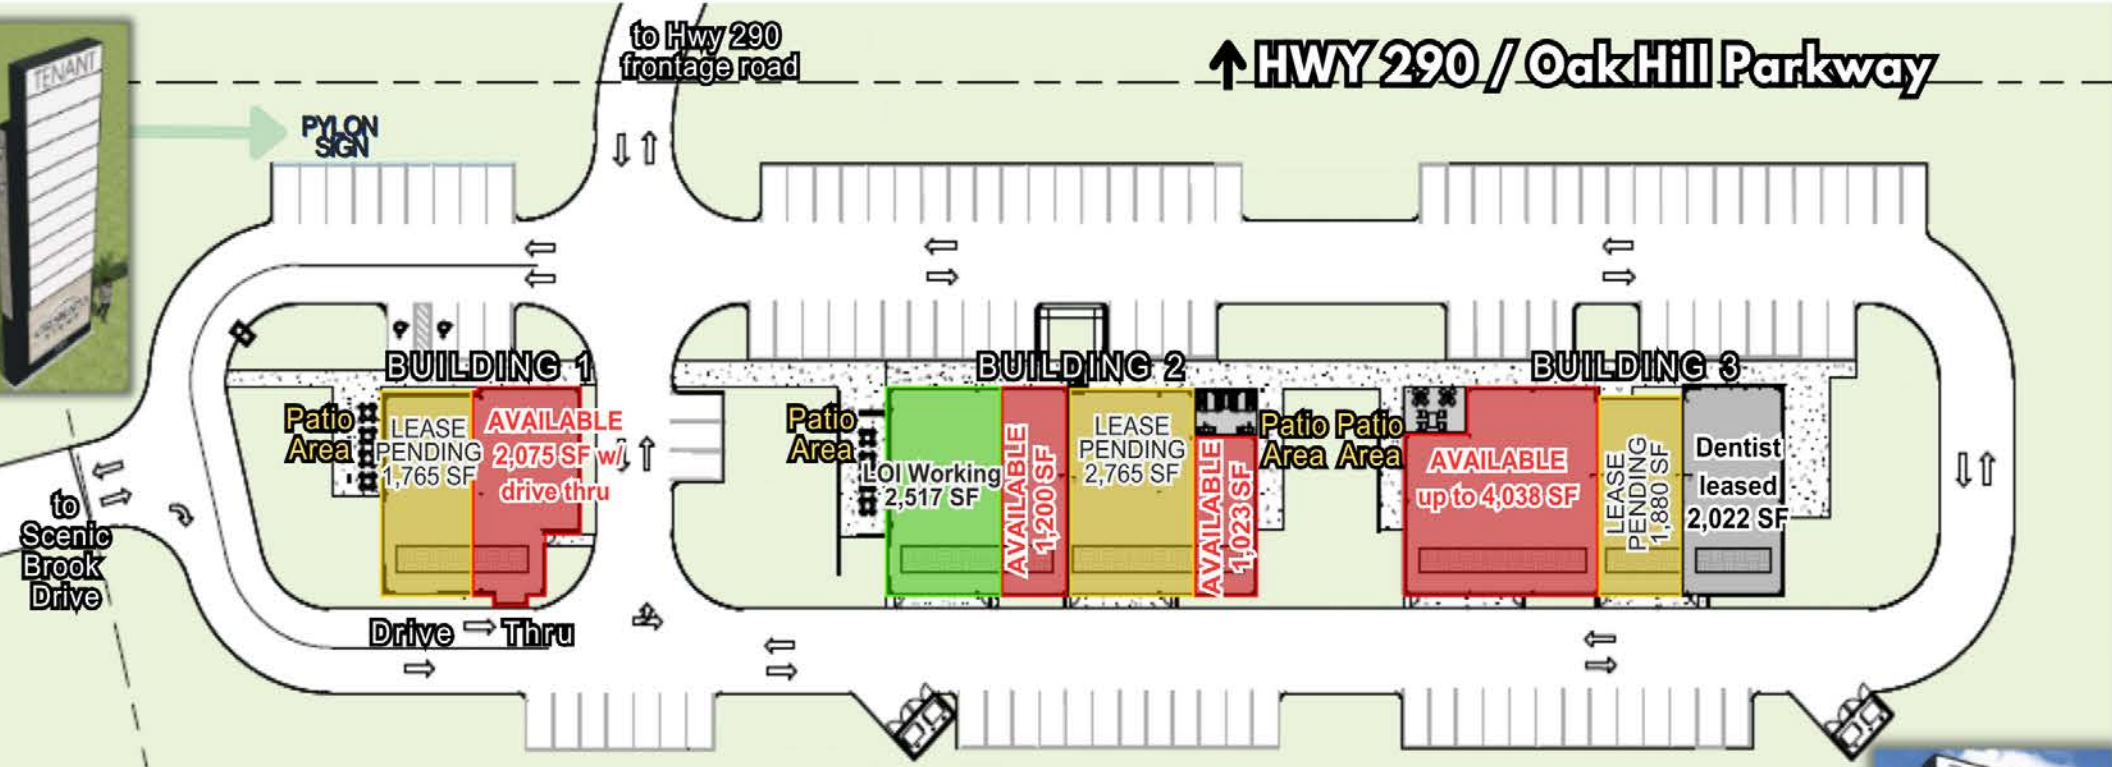 to Hwy 290
frontage road
↑ HWY 290 / Oak Hill Parkway
TENANT
PYLON
SIGN
BUILDING 1
BUILDING 2
BUILDING 3
Patio
Area
LEASE
PENDING
1,765 SF
AVAILABLE
2,075 SF w/
drive thru
Patio
Area
LOI Working
2,517 SF
AVAILABLE
1,200 SF
LEASE
PENDING
2,765 SF
AVAILABLE
1,023 SF
Patio
Area
Patio
Area
AVAILABLE
up to 4,038 SF
LEASE
PENDING
1,880 SF
Dentist
leased
2,022 SF
to
Scenic
Brook
Drive
Drive
Thru